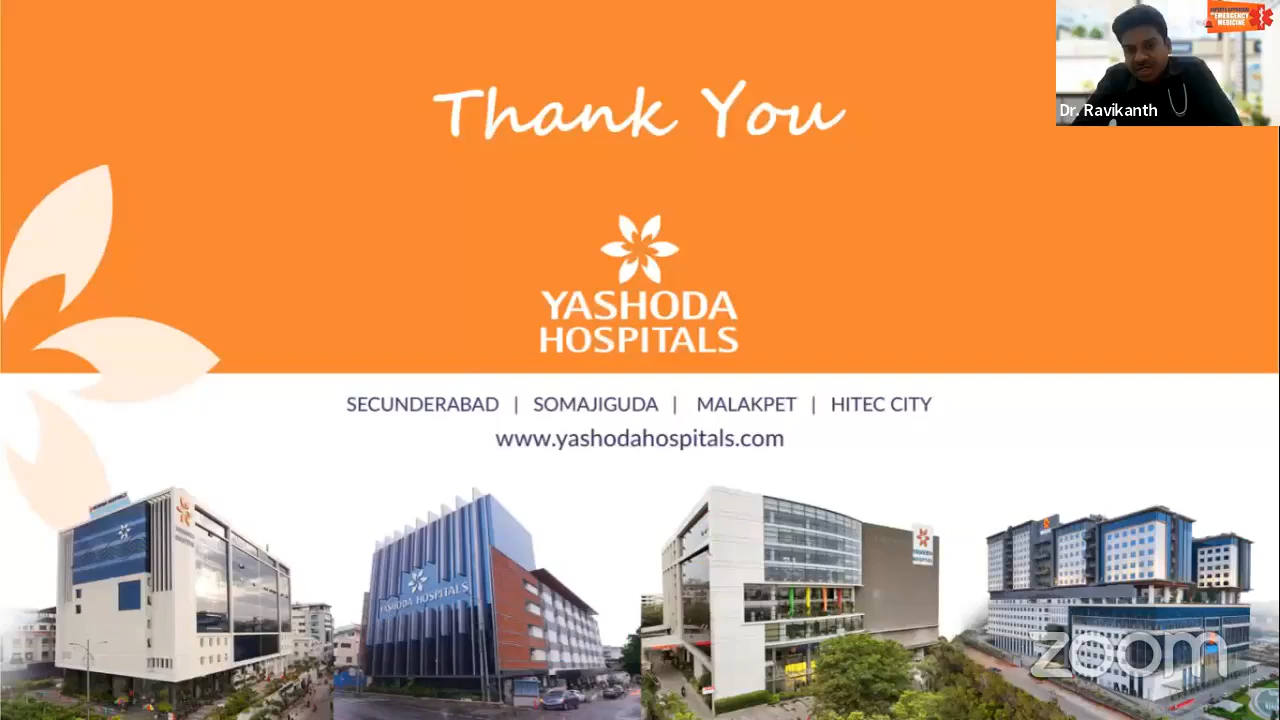 Thank You
EMERGENCY
MEDICINE
Dr. Ravikanth
YASHODA
HOSPITALS
SECUNDERABAD | SOMAJIGUDA | MALAKPET | HITEC CITY
www.yashodahospitals.com
YASHODA HOSPITALS
zoom